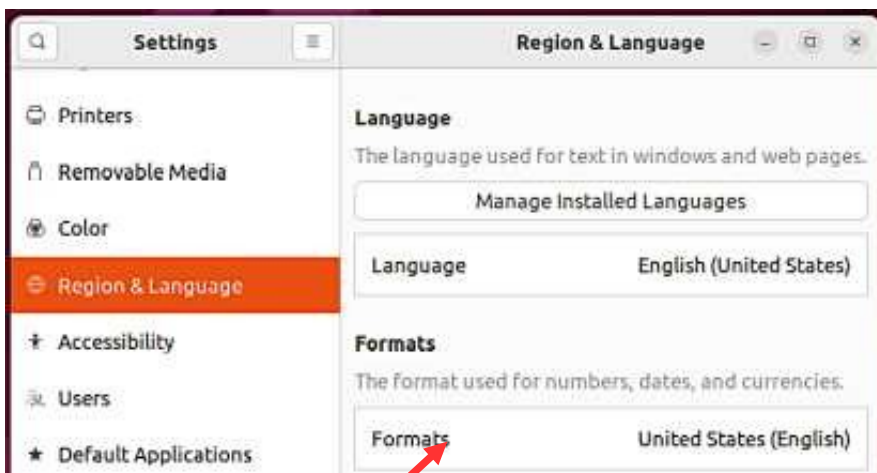 Settings
Region & Language
Printers
Removable Media
Color
Region & Language
Accessibility
Users
Default Applications
Language
The language used for text in windows and web pages.
Manage Installed Languages
Language English (United States)
Formats
The format used for numbers, dates, and currencies.
Formats United States (English)